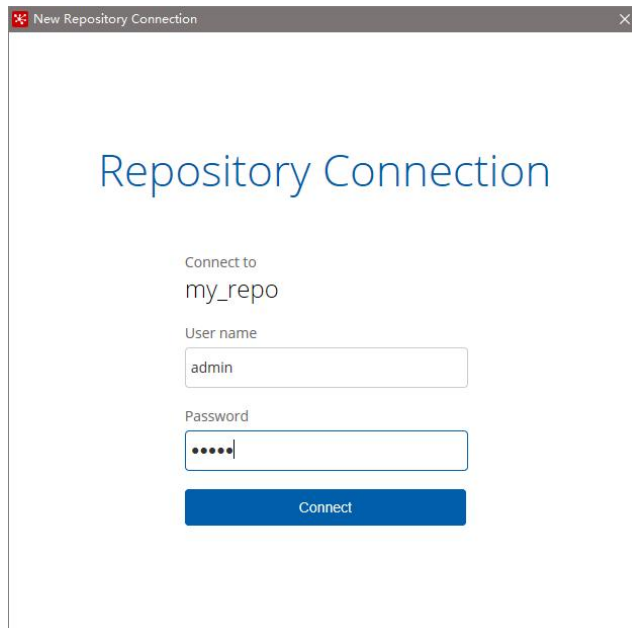 New Repository Connection
Repository Connection
Connect to
my_repo
User name
admin
Password
•••••
Connect